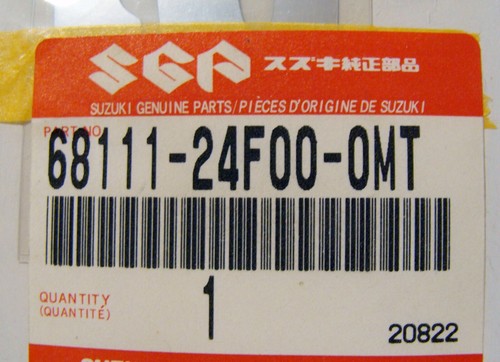 SGP スズキ純正部品
SUZUKI GENUINE PARTS/PIÈCES D'ORIGINE DE SUZUKI
PART NO.
68111-24F00-0MT
QUANTITY
(QUANTITÉ)
1
20822